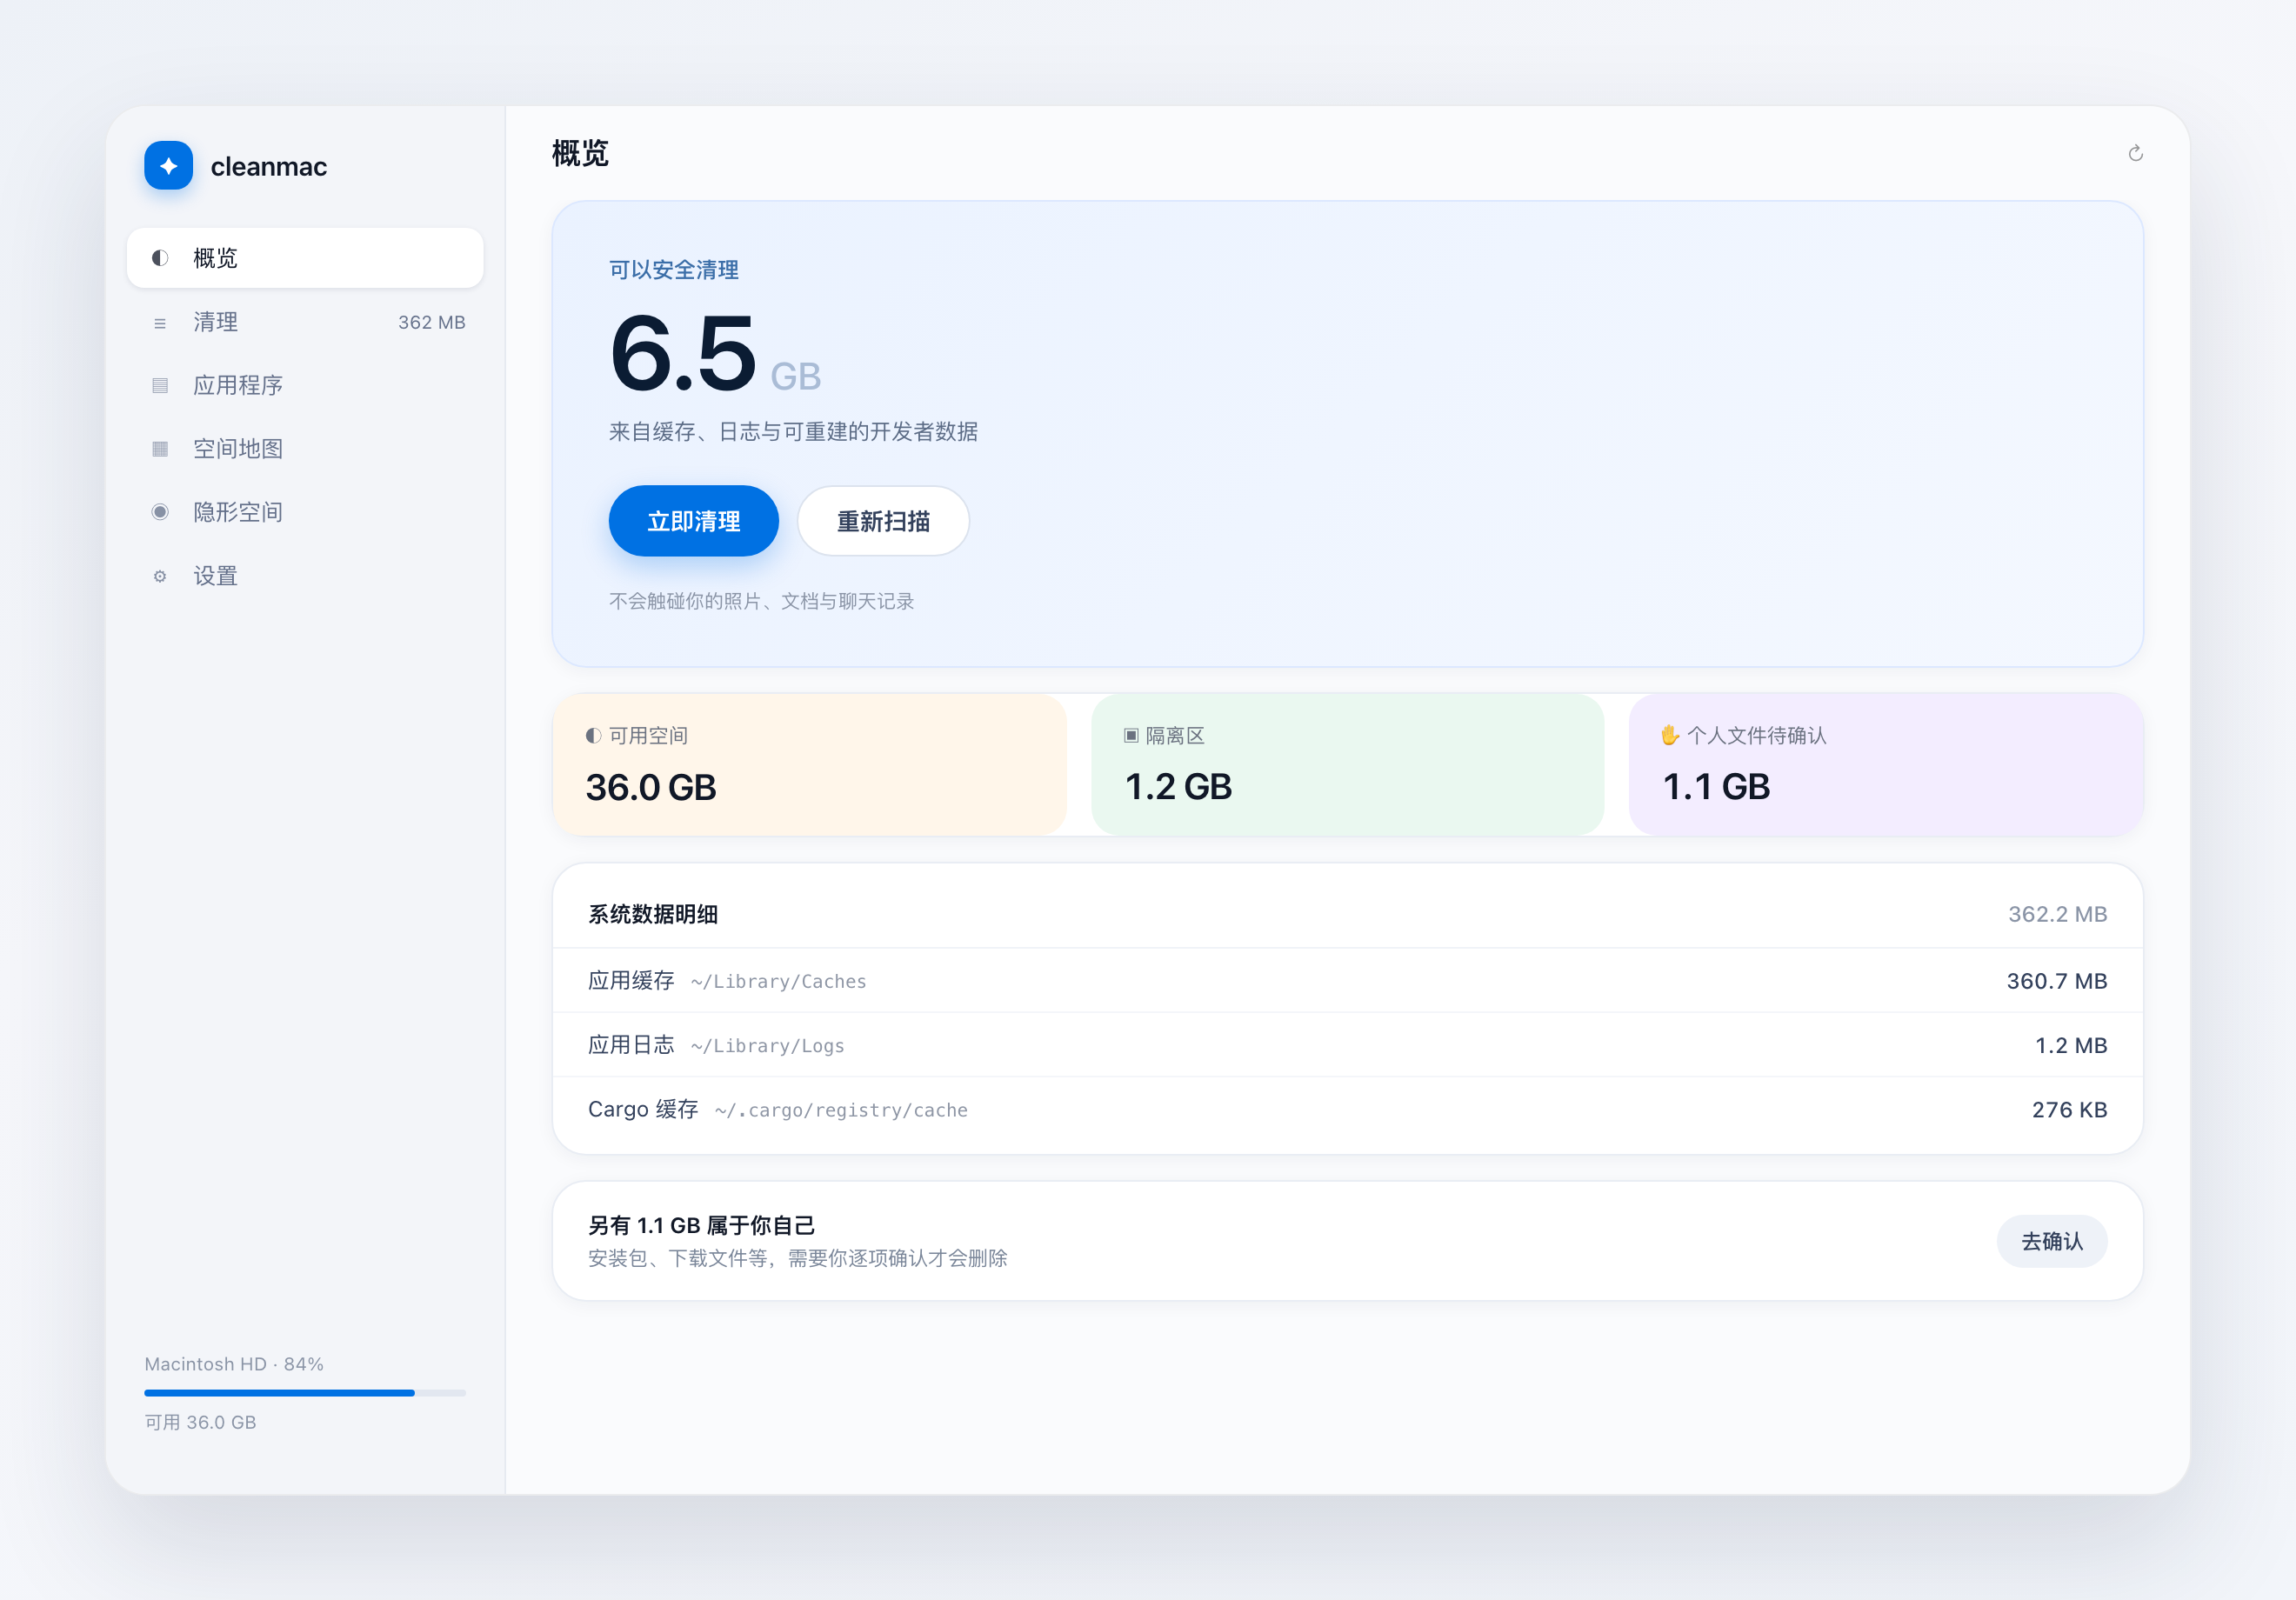 cleanmac
概览
清理 362 MB
应用程序
空间地图
隐形空间
设置
Macintosh HD · 84%
可用 36.0 GB
概览
可以安全清理
6.5 GB
来自缓存、日志与可重建的开发者数据
立即清理 重新扫描
不会触碰你的照片、文档与聊天记录
可用空间
36.0 GB
隔离区
1.2 GB
个人文件待确认
1.1 GB
系统数据明细 362.2 MB
应用缓存 ~/Library/Caches 360.7 MB
应用日志 ~/Library/Logs 1.2 MB
Cargo 缓存 ~/.cargo/registry/cache 276 KB
另有 1.1 GB 属于你自己
安装包、下载文件等，需要你逐项确认才会删除
去确认